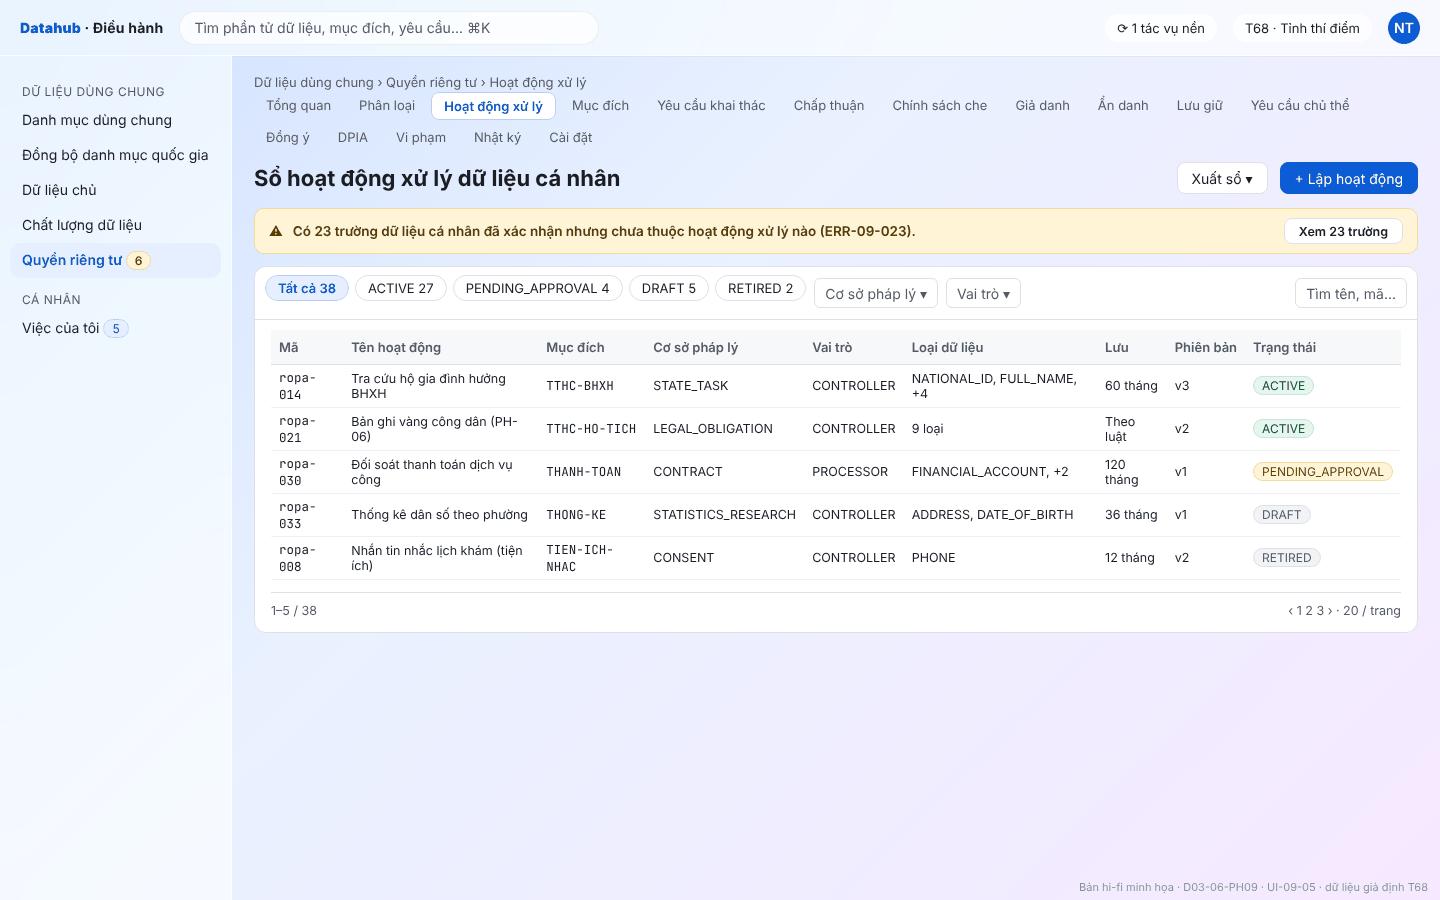 Datahub · Điều hành
Tìm phần tử dữ liệu, mục đích, yêu cầu... ⌘K
⟳ 1 tác vụ nền
T68 · Tỉnh thí điểm
NT
DỮ LIỆU DÙNG CHUNG
Danh mục dùng chung
Đồng bộ danh mục quốc gia
Dữ liệu chủ
Chất lượng dữ liệu
Quyền riêng tư 6
CÁ NHÂN
Việc của tôi 5
Dữ liệu dùng chung › Quyền riêng tư › Hoạt động xử lý
Tổng quan Phân loại Hoạt động xử lý Mục đích Yêu cầu khai thác Chấp thuận Chính sách che Giả danh Ẩn danh Lưu giữ Yêu cầu chủ thể
Đồng ý DPIA Vi phạm Nhật ký Cài đặt
Sổ hoạt động xử lý dữ liệu cá nhân
Xuất sổ ▾
+ Lập hoạt động
⚠ Có 23 trường dữ liệu cá nhân đã xác nhận nhưng chưa thuộc hoạt động xử lý nào (ERR-09-023).
Xem 23 trường
Tất cả 38 ACTIVE 27 PENDING_APPROVAL 4 DRAFT 5 RETIRED 2 Cơ sở pháp lý ▾ Vai trò ▾ Tìm tên, mã...
Mã Tên hoạt động Mục đích Cơ sở pháp lý Vai trò Loại dữ liệu Lưu Phiên bản Trạng thái
ropa-014 Tra cứu hộ gia đình hưởng BHXH TTHC-BHXH STATE_TASK CONTROLLER NATIONAL_ID, FULL_NAME, +4 60 tháng v3 ACTIVE
ropa-021 Bản ghi vàng công dân (PH-06) TTHC-HO-TICH LEGAL_OBLIGATION CONTROLLER 9 loại Theo luật v2 ACTIVE
ropa-030 Đối soát thanh toán dịch vụ công THANH-TOAN CONTRACT PROCESSOR FINANCIAL_ACCOUNT, +2 120 tháng v1 PENDING_APPROVAL
ropa-033 Thống kê dân số theo phường THONG-KE STATISTICS_RESEARCH CONTROLLER ADDRESS, DATE_OF_BIRTH 36 tháng v1 DRAFT
ropa-008 Nhắn tin nhắc lịch khám (tiện ích) TIEN-ICH-NHAC CONSENT CONTROLLER PHONE 12 tháng v2 RETIRED
1–5 / 38
‹ 1 2 3 › · 20 / trang
Bản hi-fi minh họa · D03-06-PH09 · UI-09-05 · dữ liệu giả định T68